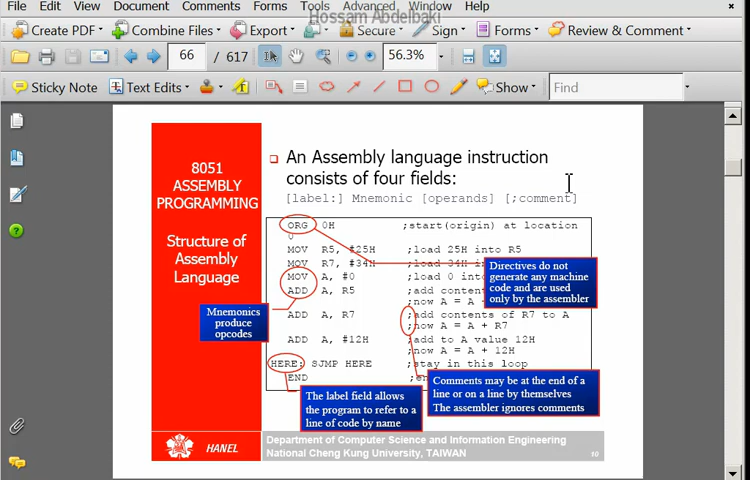 File Edit View Document Comments Forms Tools Advanced Window Help
Hossam Abdelbaki
Create PDF Combine Files Export Secure Sign Forms Review & Comment
66 / 617 56.3%
Sticky Note Text Edits Show Find
8051
ASSEMBLY
PROGRAMMING
Structure of
Assembly
Language
An Assembly language instruction
consists of four fields:
[label:] Mnemonic [operands] [;comment]
ORG 0H ;start(origin) at location
0
MOV R5, #25H ;load 25H into R5
MOV R7, #34H ;load 34H in
MOV A, #0 ;load 0 into
ADD A, R5 ;add conten
;now A = A +
ADD A, R7 ;add contents of R7 to A
;now A = A + R7
ADD A, #12H ;add to A value 12H
;now A = A + 12H
HERE: SJMP HERE ;stay in this loop
END ;en
Directives do not
generate any machine
code and are used
only by the assembler
Mnemonics
produce
opcodes
The label field allows
the program to refer to a
line of code by name
Comments may be at the end of a
line or on a line by themselves
The assembler ignores comments
HANEL
Department of Computer Science and Information Engineering
National Cheng Kung University, TAIWAN
10